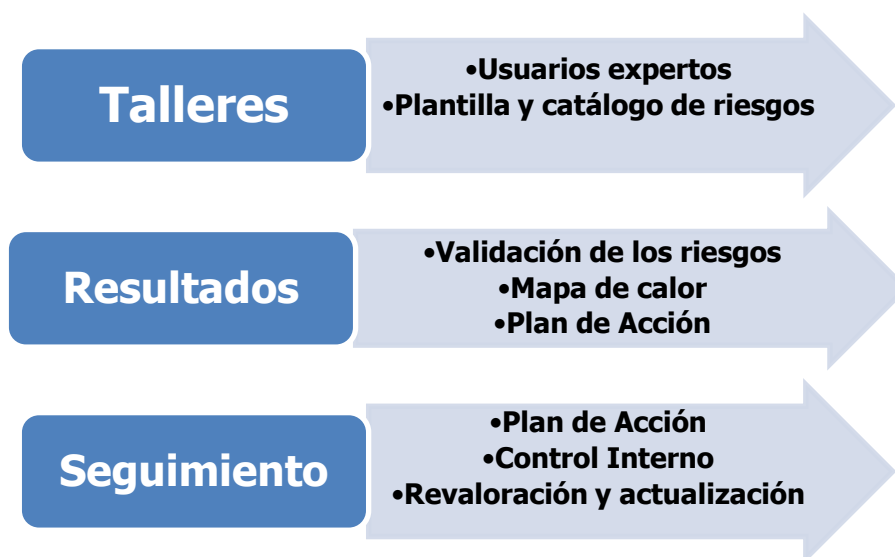 Talleres
•Usuarios expertos
•Plantilla y catálogo de riesgos
Resultados
•Validación de los riesgos
•Mapa de calor
•Plan de Acción
Seguimiento
•Plan de Acción
•Control Interno
•Revaloración y actualización